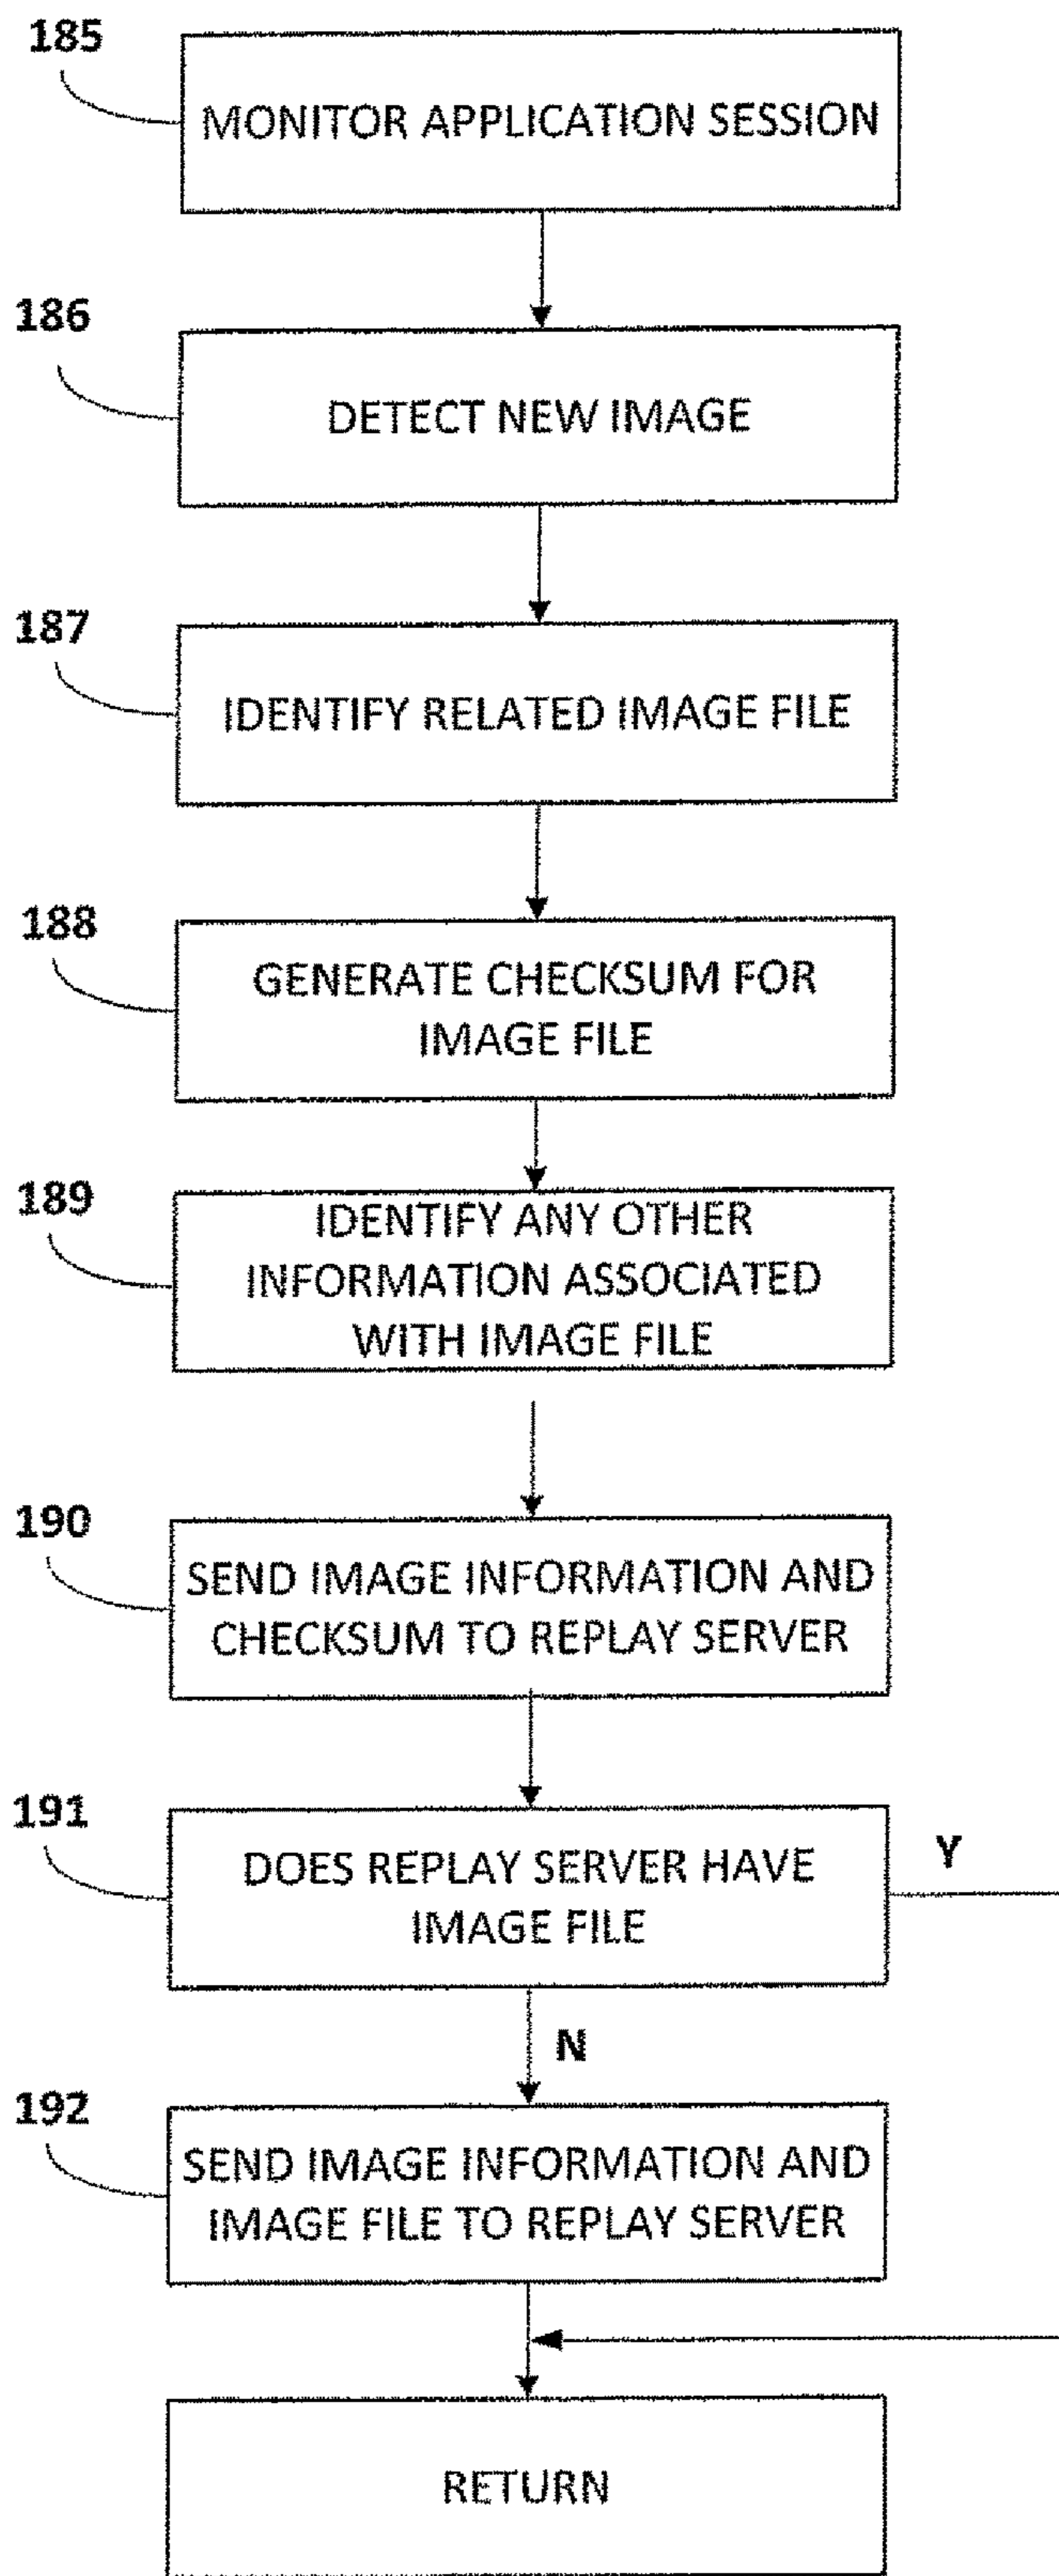 185
MONITOR APPLICATION SESSION
186
DETECT NEW IMAGE
187
IDENTIFY RELATED IMAGE FILE
188
GENERATE CHECKSUM FOR
IMAGE FILE
189
IDENTIFY ANY OTHER
INFORMATION ASSOCIATED
WITH IMAGE FILE
190
SEND IMAGE INFORMATION AND
CHECKSUM TO REPLAY SERVER
191
DOES REPLAY SERVER HAVE
IMAGE FILE
Y
N
192
SEND IMAGE INFORMATION AND
IMAGE FILE TO REPLAY SERVER
RETURN